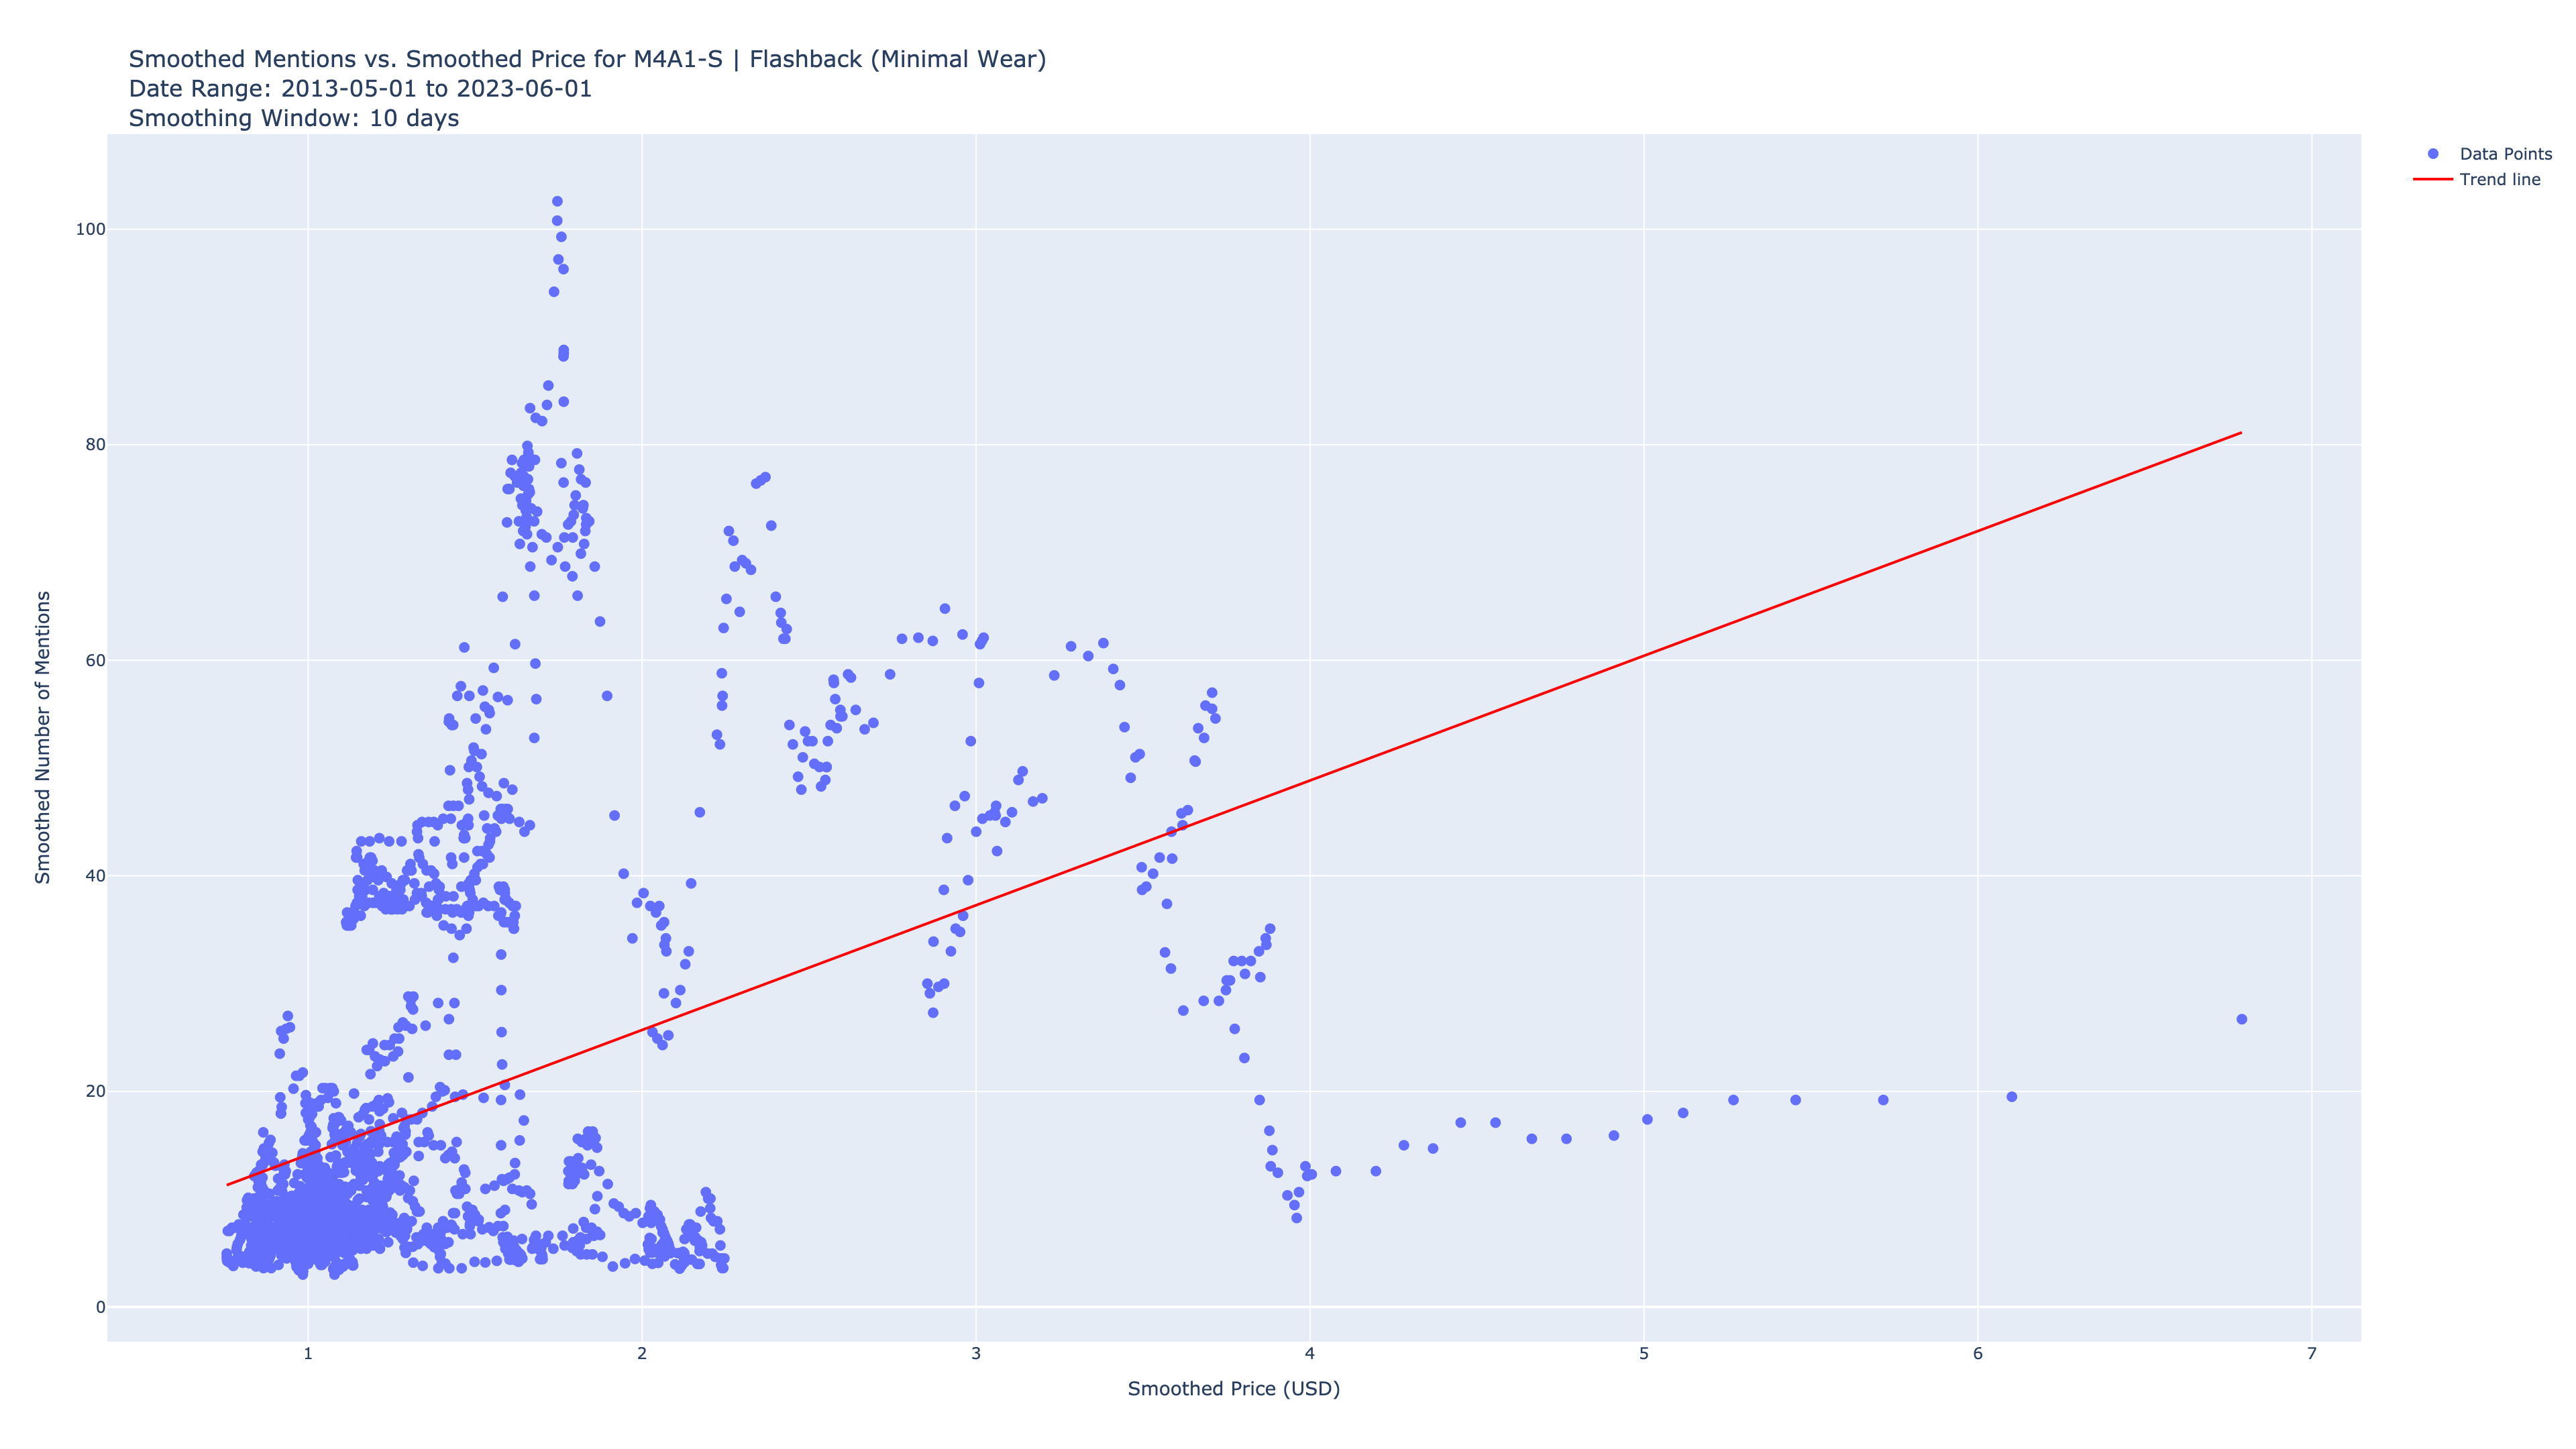 Smoothed Mentions vs. Smoothed Price for M4A1-S | Flashback (Minimal Wear)
Date Range: 2013-05-01 to 2023-06-01
Smoothing Window: 10 days
Data Points
Trend line
Smoothed Number of Mentions
100
80
60
40
20
0
1 2 3 4 5 6 7
Smoothed Price (USD)